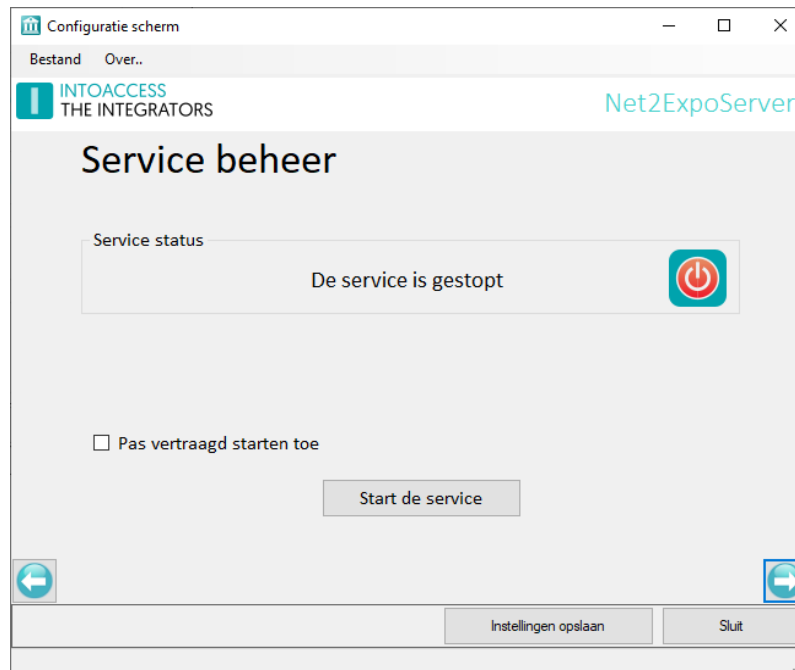 Configuratie scherm
Bestand Over..
INTOACCESS
THE INTEGRATORS
Net2ExpoServer
Service beheer
Service status
De service is gestopt
Pas vertraagd starten toe
Start de service
Instellingen opslaan Sluit